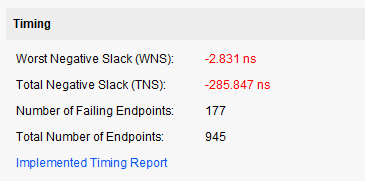 Timing
Worst Negative Slack (WNS): -2.831 ns
Total Negative Slack (TNS): -285.847 ns
Number of Failing Endpoints: 177
Total Number of Endpoints: 945
Implemented Timing Report